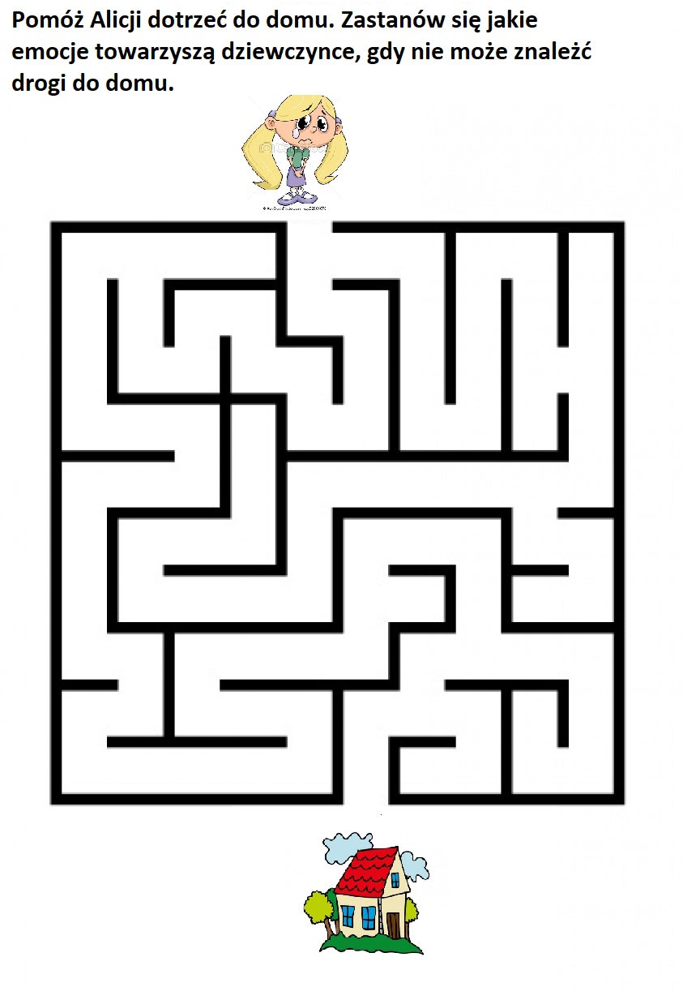 Pomóż Alicji dotrzeć do domu. Zastanów się jakie
emocje towarzyszą dziewczynce, gdy nie może znaleźć
drogi do domu.